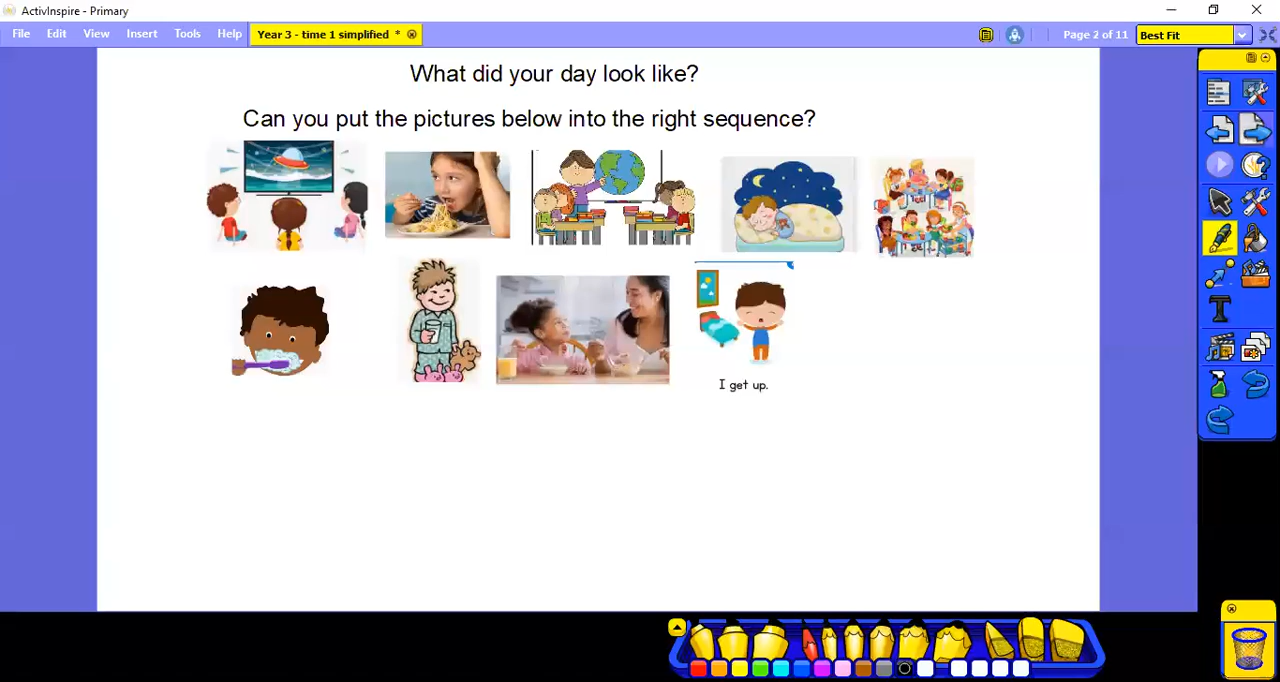 ActivInspire - Primary
File Edit View Insert Tools Help Year 3 - time 1 simplified * Page 2 of 11 Best Fit
What did your day look like?
Can you put the pictures below into the right sequence?
I get up.
T